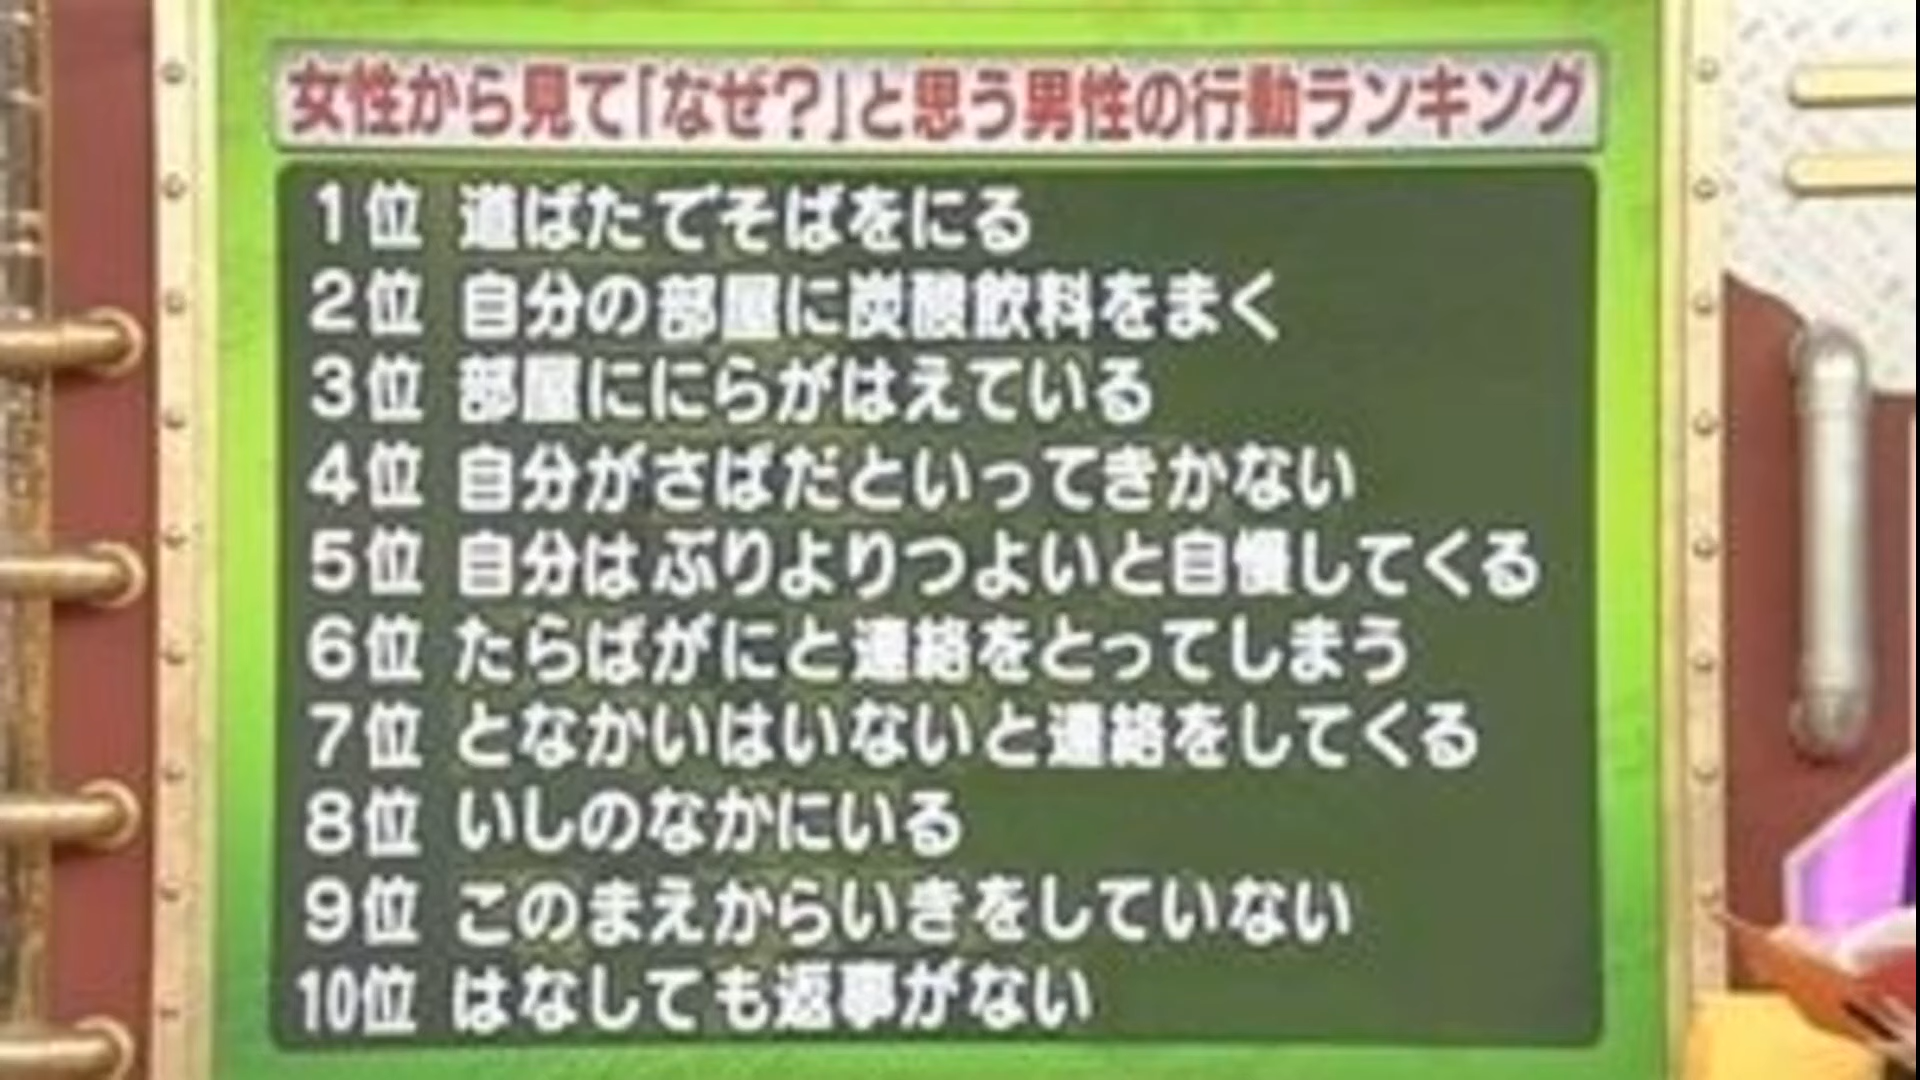 女性から見て「なぜ?」と思う男性の行動ランキング
1位 道ばたでそばをにる
2位 自分の部屋に炭酸飲料をまく
3位 部屋ににらがはえている
4位 自分がさばだといってきかない
5位 自分はぶりよりつよいと自慢してくる
6位 たらばがにと連絡をとってしまう
7位 となかいはいないと連絡をしてくる
8位 いしのなかにいる
9位 このまえからいきをしていない
10位 はなしても返事がない